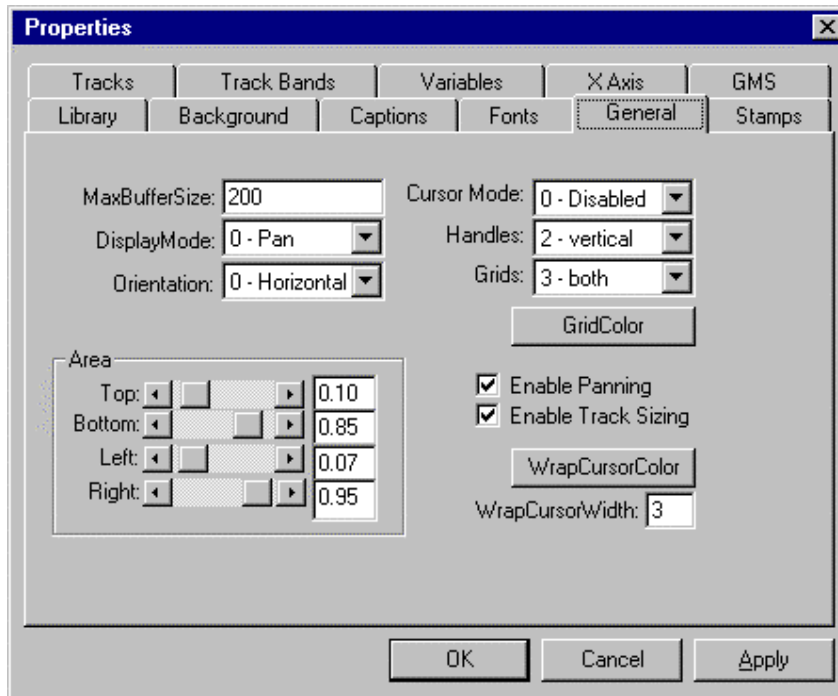 Properties
Tracks Track Bands Variables X Axis GMS
Library Background Captions Fonts General Stamps
MaxBufferSize: 200
DisplayMode: 0 - Pan
Orientation: 0 - Horizontal
Cursor Mode: 0 - Disabled
Handles: 2 - vertical
Grids: 3 - both
GridColor
Area
Top: 0.10
Bottom: 0.85
Left: 0.07
Right: 0.95
Enable Panning
Enable Track Sizing
WrapCursorColor
WrapCursorWidth: 3
OK Cancel Apply